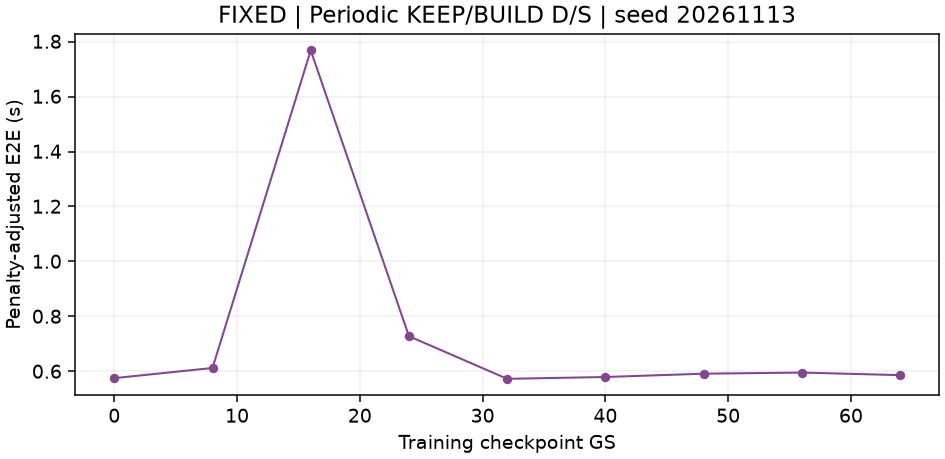 FIXED | Periodic KEEP/BUILD D/S | seed 20261113
Penalty-adjusted E2E (s)
1.8
1.6
1.4
1.2
1.0
0.8
0.6
0 10 20 30 40 50 60
Training checkpoint GS